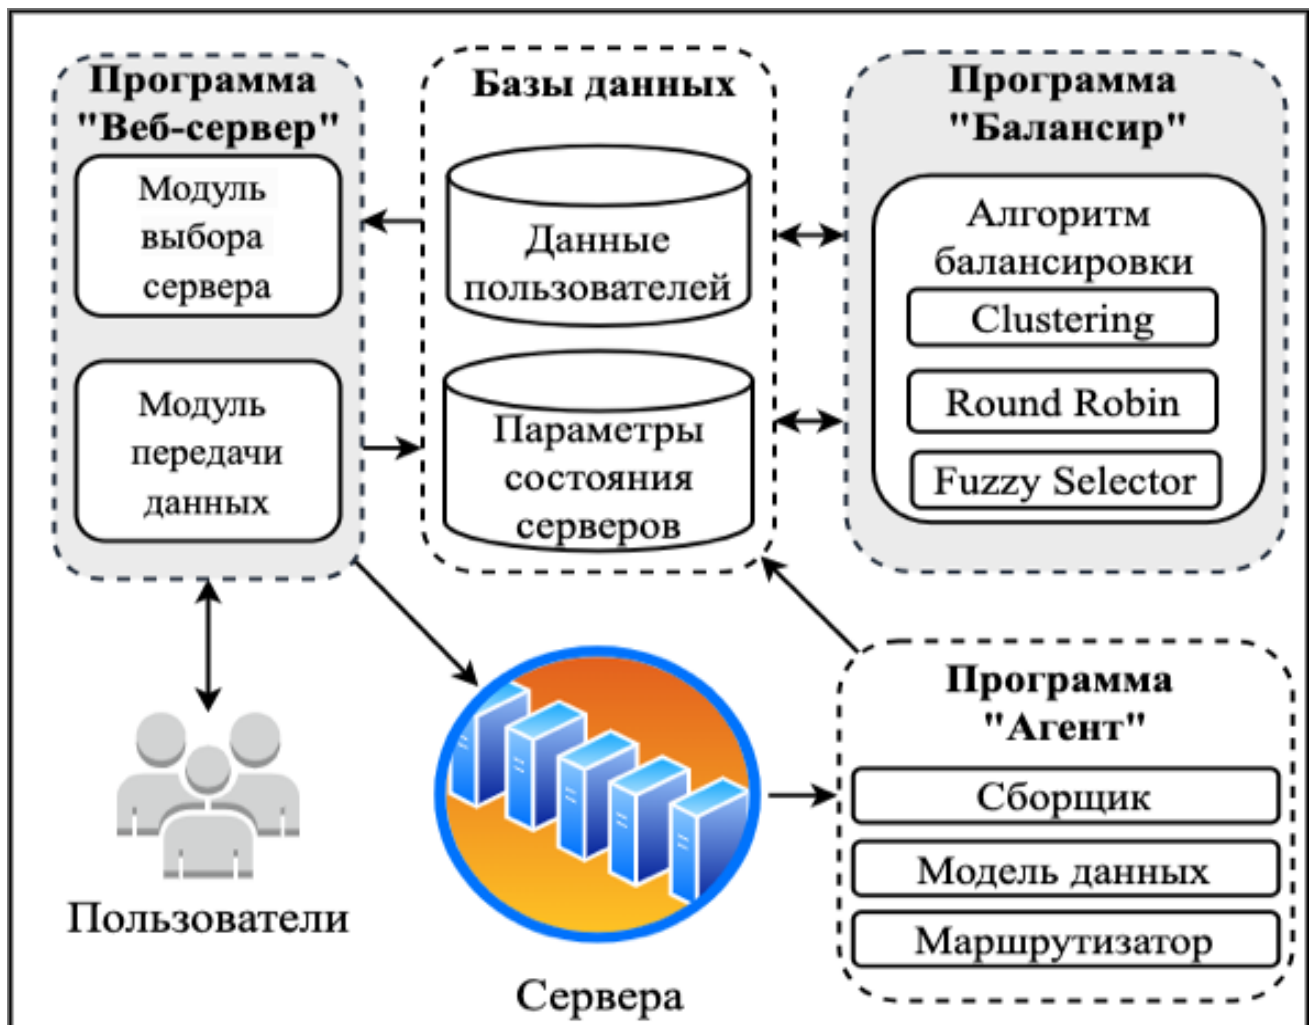 Программа
"Веб-сервер"
Модуль
выбора
сервера
Модуль
передачи
данных
Базы данных
Данные
пользователей
Параметры
состояния
серверов
Программа
"Балансир"
Алгоритм
балансировки
Clustering
Round Robin
Fuzzy Selector
Пользователи
Сервера
Программа
"Агент"
Сборщик
Модель данных
Маршрутизатор